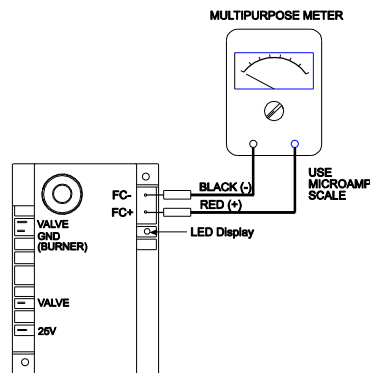 MULTIPURPOSE METER
USE
MICROAMP
SCALE
FC-
BLACK (-)
FC+
RED (+)
LED Display
VALVE
GND
(BURNER)
VALVE
25V